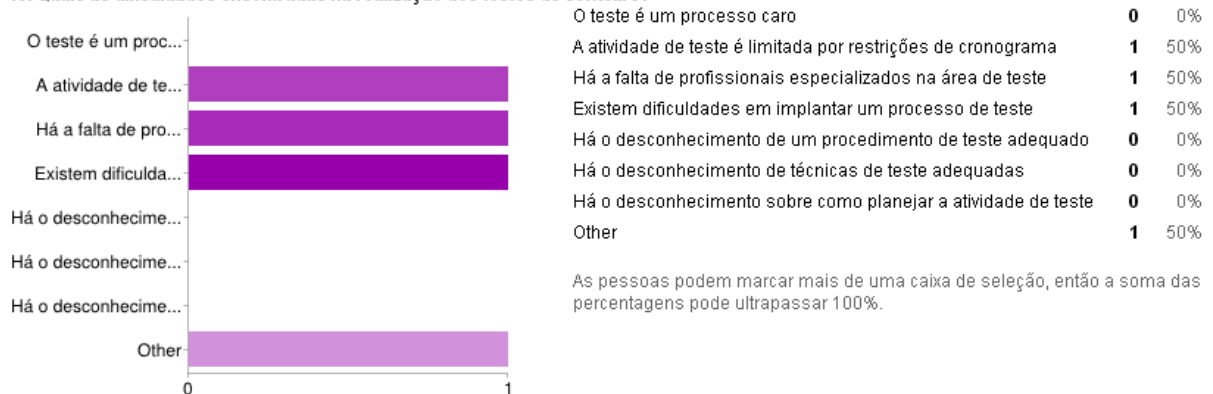 O teste é um proc...
A atividade de te...
Há a falta de pro...
Existem dificulda...
Há o desconhecime...
Há o desconhecime...
Há o desconhecime...
Other
0 1
O teste é um processo caro 0 0%
A atividade de teste é limitada por restrições de cronograma 1 50%
Há a falta de profissionais especializados na área de teste 1 50%
Existem dificuldades em implantar um processo de teste 1 50%
Há o desconhecimento de um procedimento de teste adequado 0 0%
Há o desconhecimento de técnicas de teste adequadas 0 0%
Há o desconhecimento sobre como planejar a atividade de teste 0 0%
Other 1 50%
As pessoas podem marcar mais de uma caixa de seleção, então a soma das
percentagens pode ultrapassar 100%.